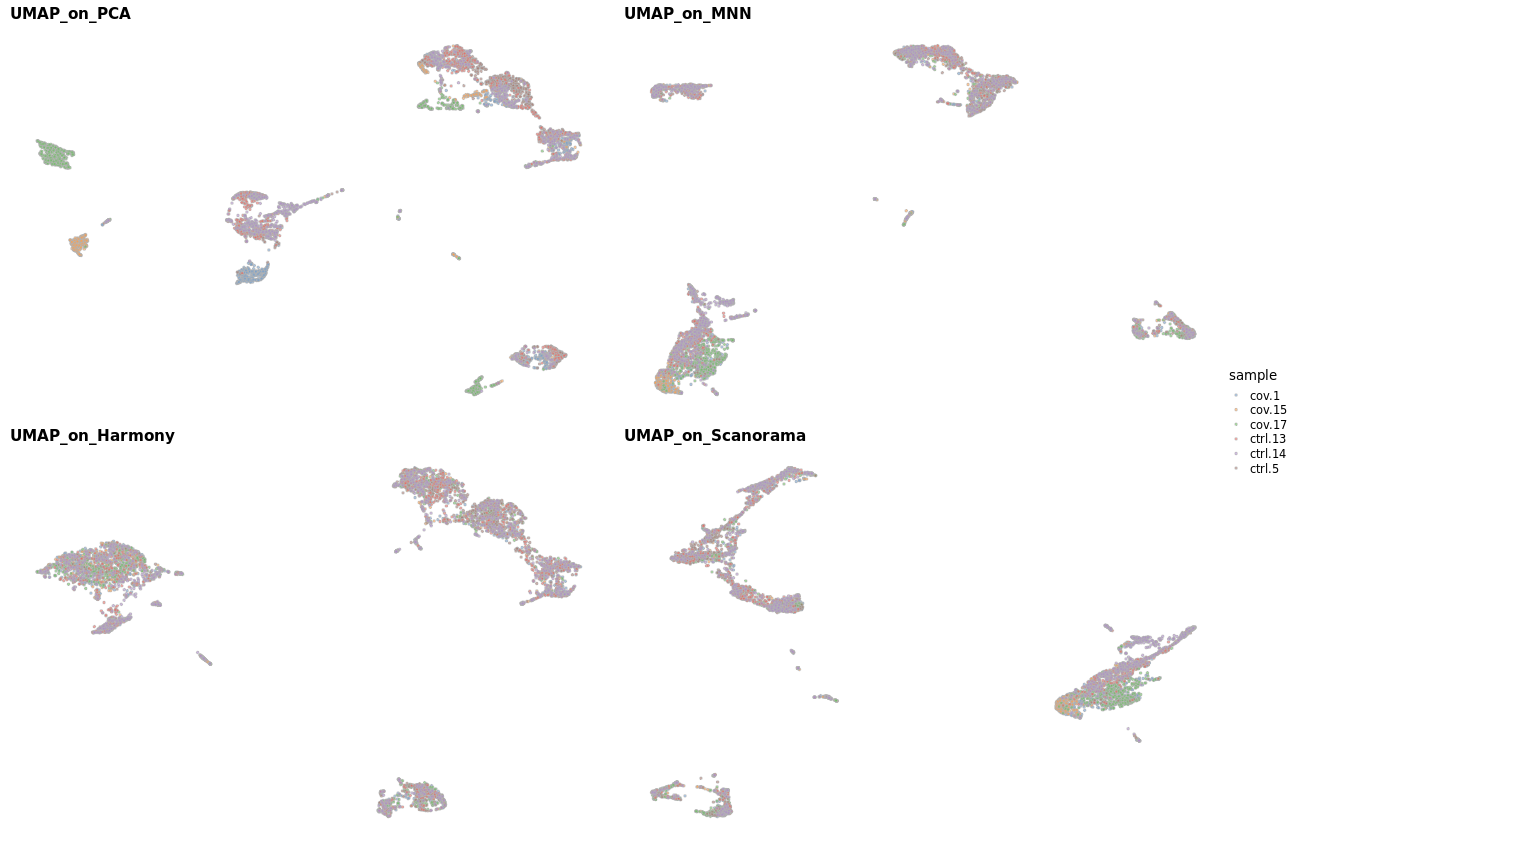 UMAP_on_PCA
UMAP_on_MNN
sample
cov.1
cov.15
cov.17
ctrl.13
ctrl.14
ctrl.5
UMAP_on_Harmony
UMAP_on_Scanorama